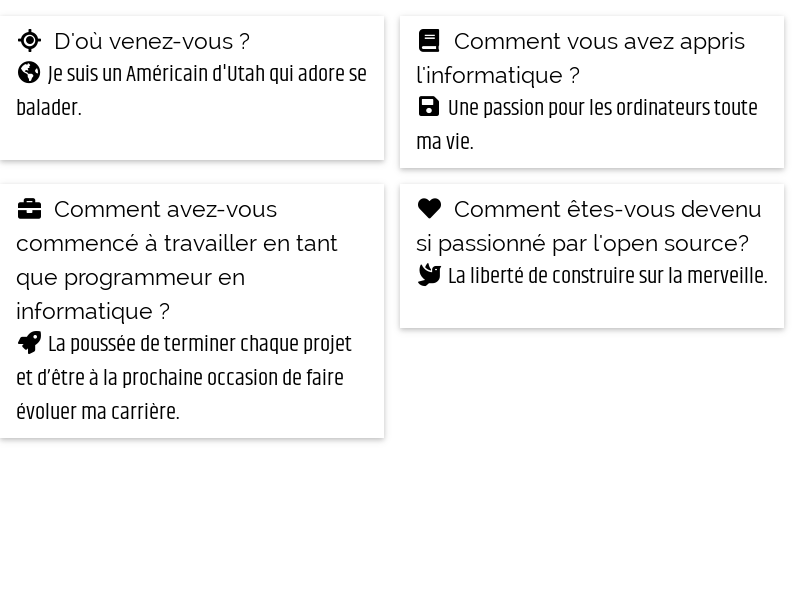 D'où venez-vous ?
Je suis un Américain d'Utah qui adore se
balader.
Comment vous avez appris
l'informatique ?
Une passion pour les ordinateurs toute
ma vie.
Comment avez-vous
commencé à travailler en tant
que programmeur en
informatique ?
La poussée de terminer chaque projet
et d’être à la prochaine occasion de faire
évoluer ma carrière.
Comment êtes-vous devenu
si passionné par l'open source?
La liberté de construire sur la merveille.